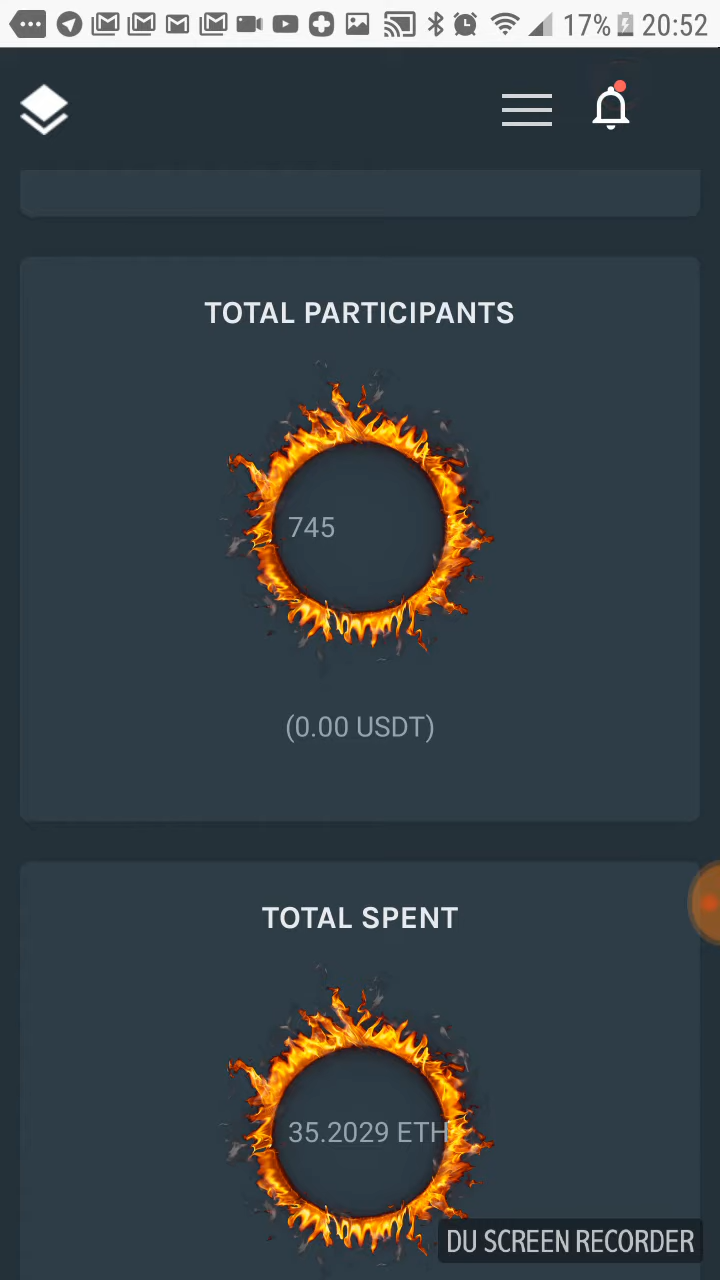 17% 20:52
TOTAL PARTICIPANTS
745
(0.00 USDT)
TOTAL SPENT
35.2029 ETH
DU SCREEN RECORDER